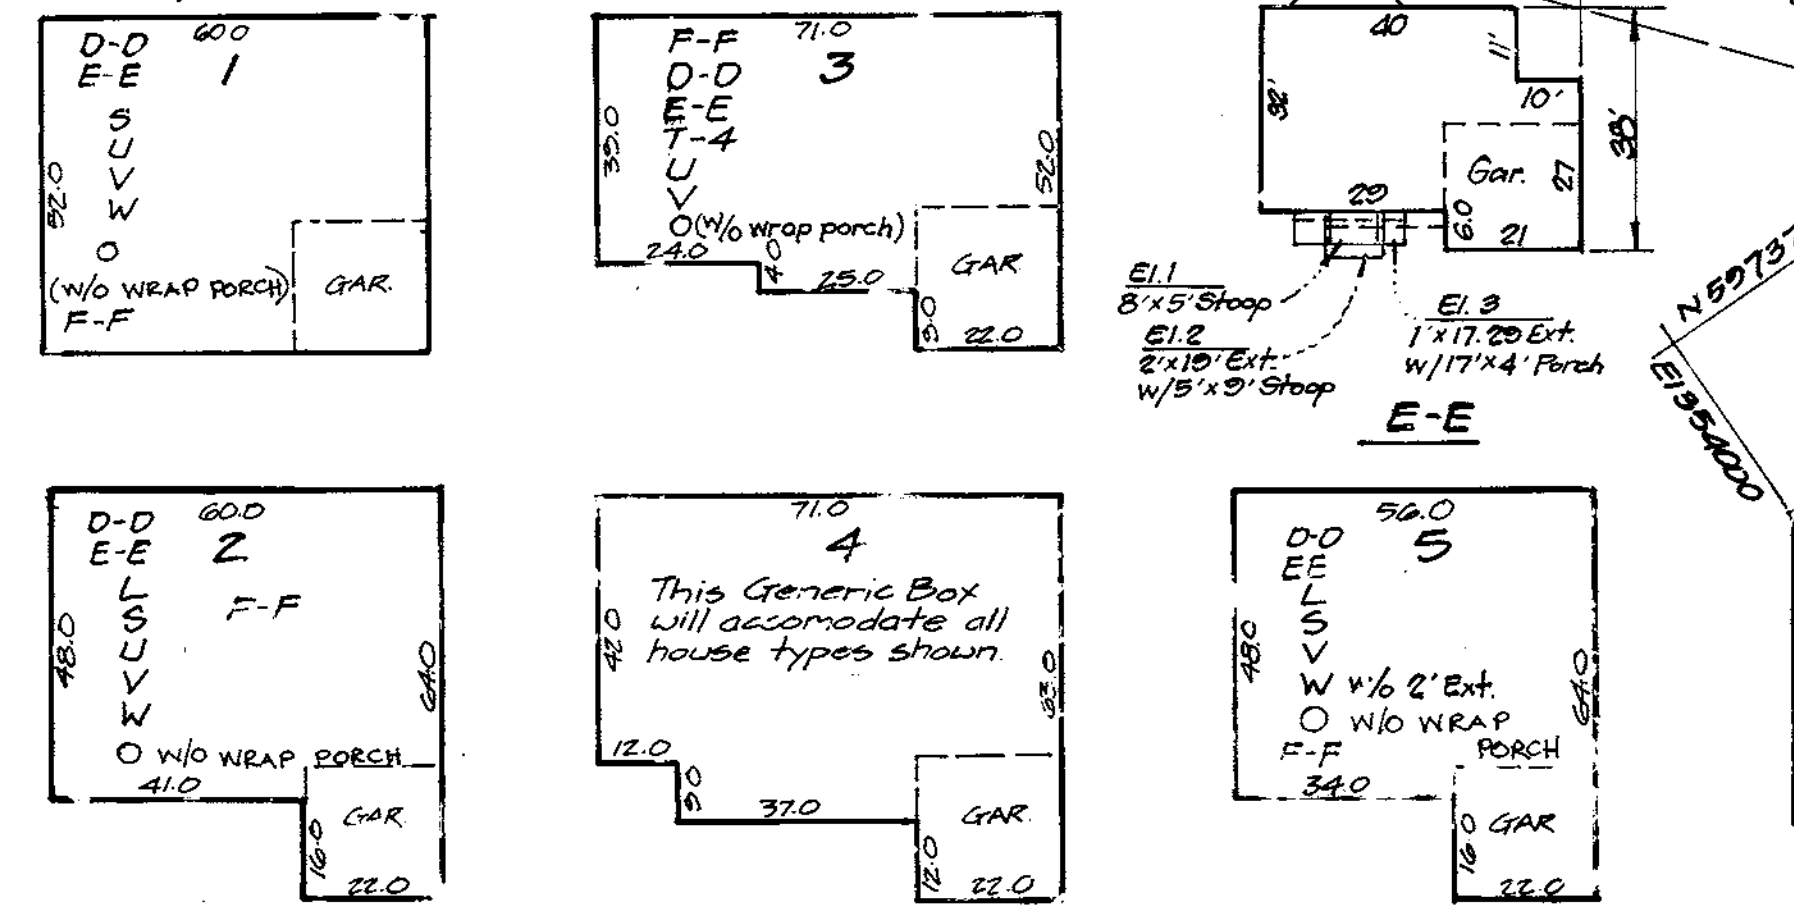 60.0
D-D
E-E
1
S
U
V
W
O
(W/O WRAP PORCH)
F-F
52.0
GAR.
71.0
F-F
D-D
3
E-E
T-4
U
V
O (W/o wrap porch)
39.0
52.0
24.0
4.0
25.0
9.0
22.0
GAR.
40
11'
10'
32'
38'
Gar.
27
29
6.0
21
E1.1
8'x5' Stoop
E1.2
2'x19' Ext.
w/5'x9' Stoop
E1.3
1'x17.29 Ext.
w/17'x4' Porch
E-E
N 59737
E1354000
60.0
D-D
E-E
2
L
S
F-F
U
V
W
O W/O WRAP PORCH
48.0
64.0
41.0
16.0
GAR.
22.0
71.0
4
This Generic Box
will accomodate all
house types shown.
42.0
63.0
12.0
9.0
37.0
12.0
GAR.
22.0
56.0
D-D
5
EE
L
S
V
W w/o 2' Ext.
O W/O WRAP
PORCH
F-F
48.0
64.0
34.0
16.0
GAR
22.0